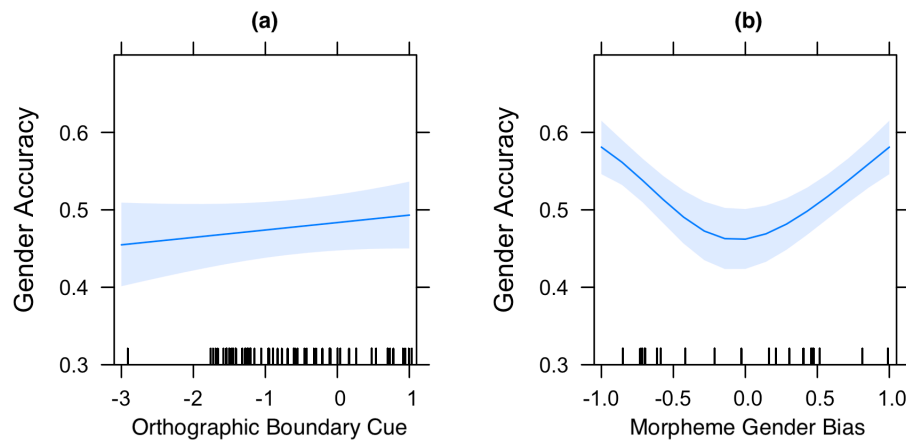 (a)
Gender Accuracy
0.6
0.5
0.4
0.3
-3 -2 -1 0 1
Orthographic Boundary Cue
(b)
Gender Accuracy
0.6
0.5
0.4
0.3
-1.0 -0.5 0.0 0.5 1.0
Morpheme Gender Bias